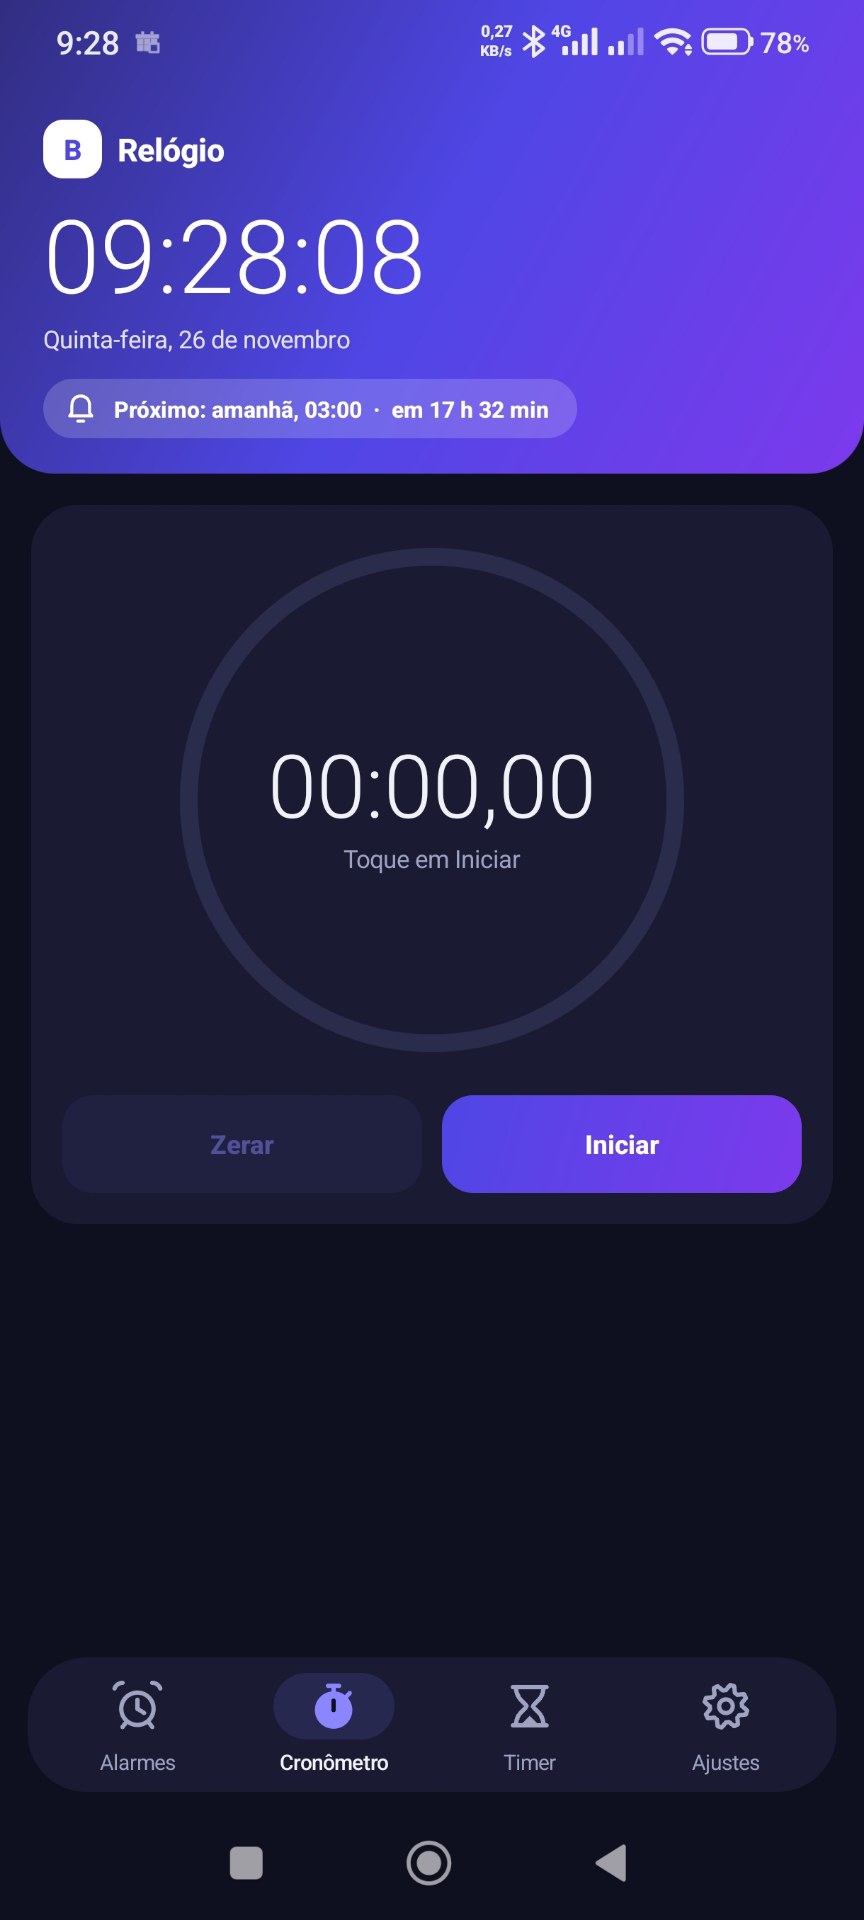 9:28
0,27
KB/s
4G
78%
B Relógio
09:28:08
Quinta-feira, 26 de novembro
Próximo: amanhã, 03:00 · em 17 h 32 min
00:00,00
Toque em Iniciar
Zerar Iniciar
Alarmes Cronômetro Timer Ajustes